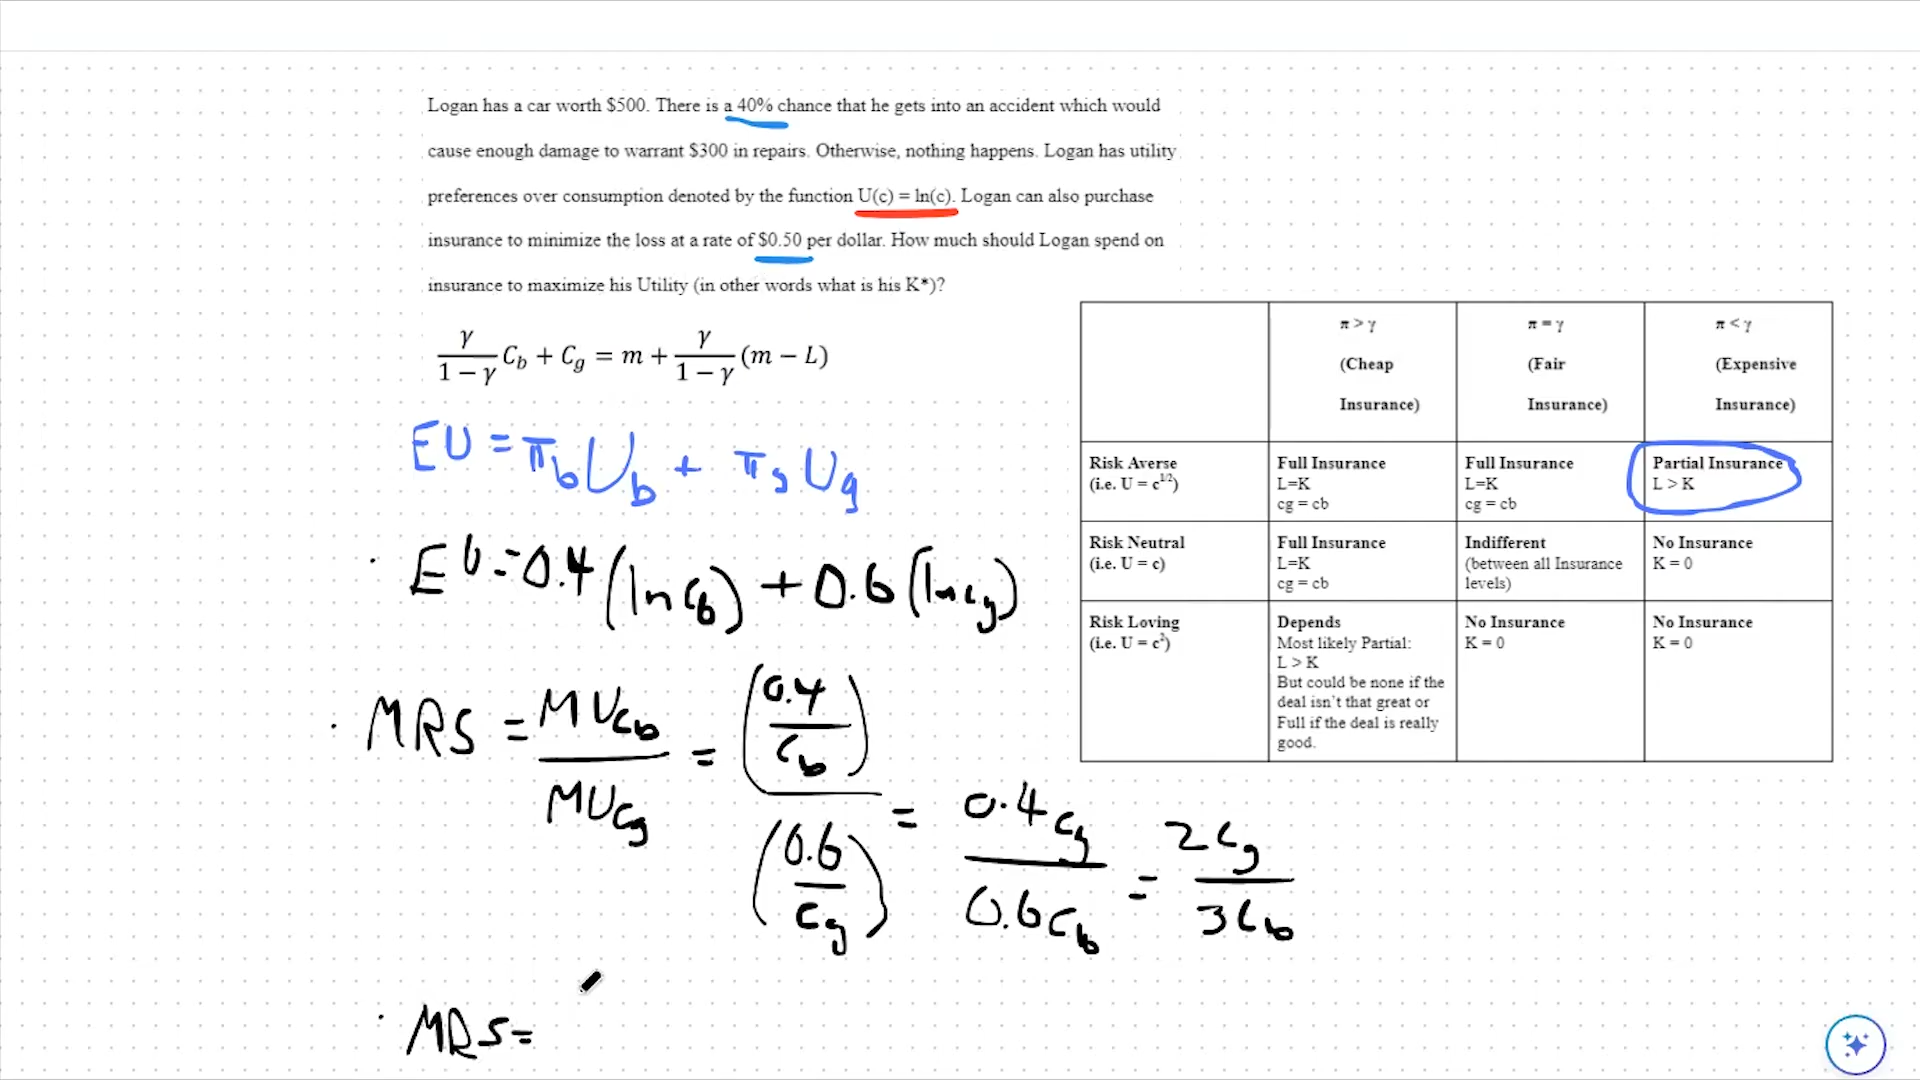 Logan has a car worth $500. There is a 40% chance that he gets into an accident which would
cause enough damage to warrant $300 in repairs. Otherwise, nothing happens. Logan has utility
preferences over consumption denoted by the function U(c) = ln(c). Logan can also purchase
insurance to minimize the loss at a rate of $0.50 per dollar. How much should Logan spend on
insurance to maximize his Utility (in other words what is his K*)?
γ/(1 − γ) C_b + C_g = m + γ/(1 − γ) (m − L)
EU = π_b U_b + π_g U_g
EU = 0.4 (ln c_b) + 0.6 (ln c_g)
MRS = MU_Cb / MU_Cg = (0.4/C_b) / (0.6/C_g) = 0.4 C_g / 0.6 C_b = 2 C_g / 3 C_b
MRS =
π > γ
(Cheap
Insurance)
π = γ
(Fair
Insurance)
π < γ
(Expensive
Insurance)
Risk Averse
(i.e. U = c^1/2)
Full Insurance
L=K
cg = cb
Full Insurance
L=K
cg = cb
Partial Insurance
L > K
Risk Neutral
(i.e. U = c)
Full Insurance
L=K
cg = cb
Indifferent
(between all Insurance
levels)
No Insurance
K = 0
Risk Loving
(i.e. U = c²)
Depends
Most likely Partial:
L > K
But could be none if the
deal isn't that great or
Full if the deal is really
good.
No Insurance
K = 0
No Insurance
K = 0